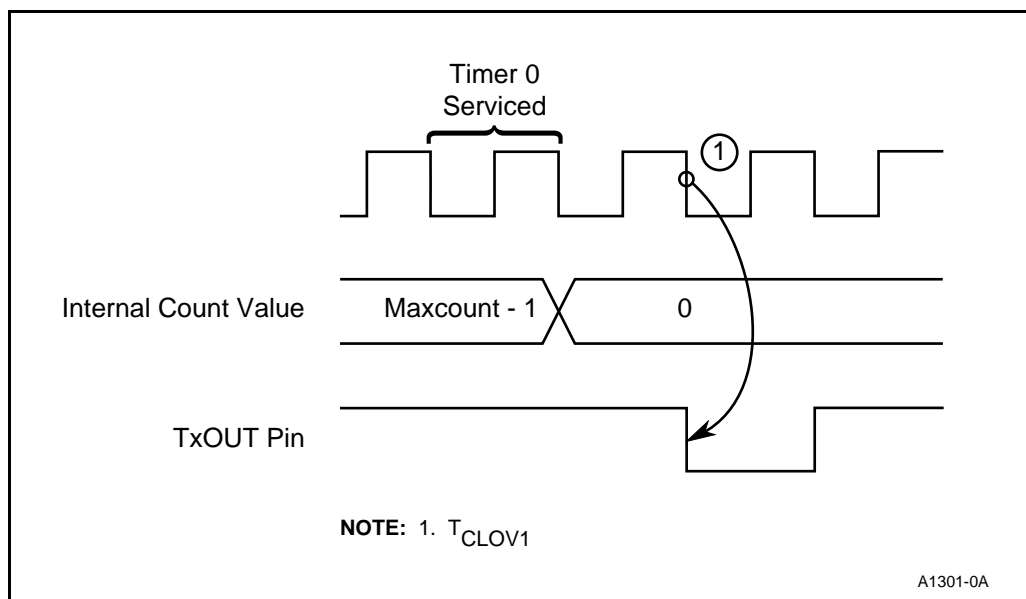 Timer 0
Serviced
1
Internal Count Value
Maxcount - 1
0
TxOUT Pin
NOTE: 1. TCLOV1
A1301-0A